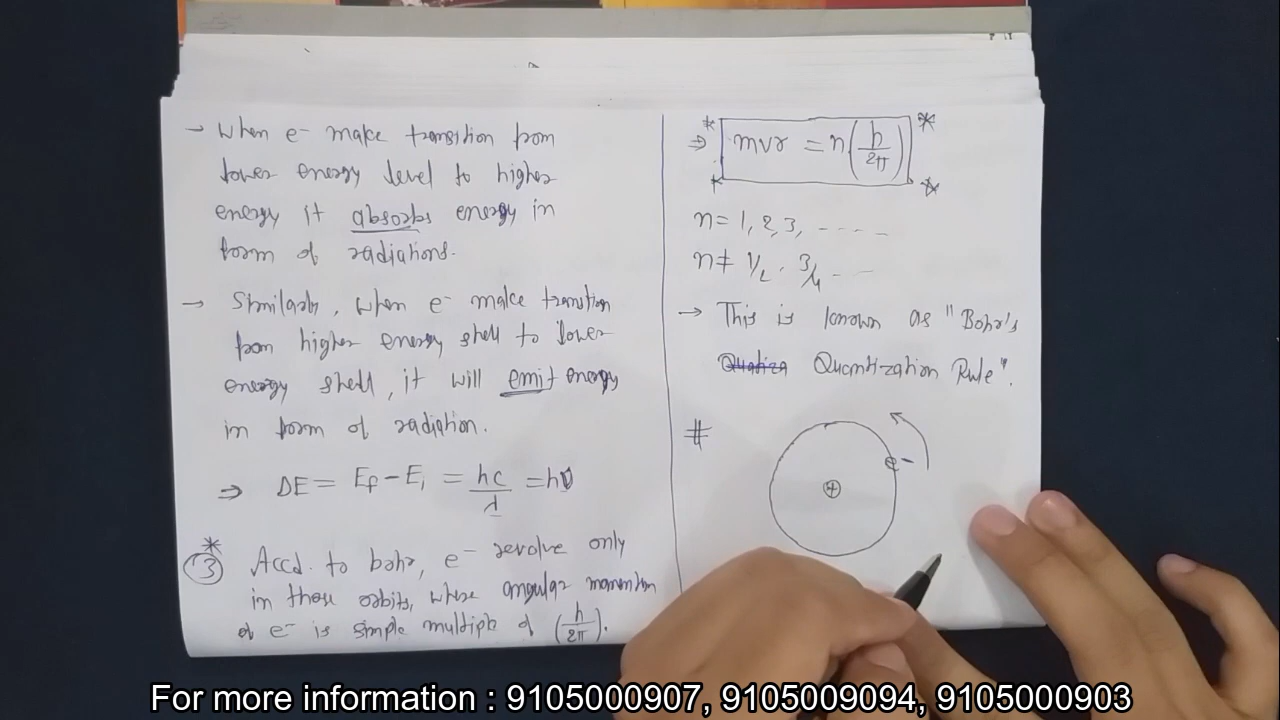 → When e- make transition from
lower energy level to higher
energy it absorbs energy in
form of radiations.
→ Similarly, when e- make transition
from higher energy shell to lower
energy shell, it will emit energy
in form of radiation.
⇒ ΔE = Ef - Ei = hc/λ = hν
* ③ Accd. to bohr, e- revolve only
in those orbits, where angular momentum
of e- is simple multiple of (h/2π).
⇒ mvr = n(h/2π)
n = 1, 2, 3, - - - -
n ≠ 1/2, 3/4 - - -
→ This is known as "Bohr's
Quantization Rule".
#
e-
+
For more information : 9105000907, 9105009094, 9105000903